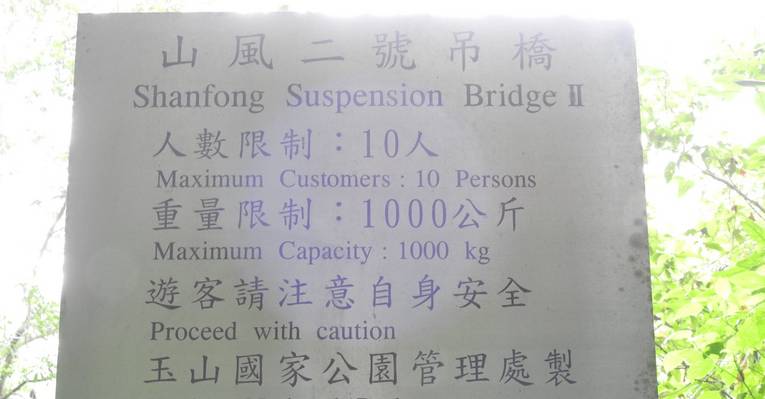 山風二號吊橋
Shanfong Suspension Bridge II
人數限制：10人
Maximum Customers : 10 Persons
重量限制：1000公斤
Maximum Capacity : 1000 kg
遊客請注意自身安全
Proceed with caution
玉山國家公園管理處製